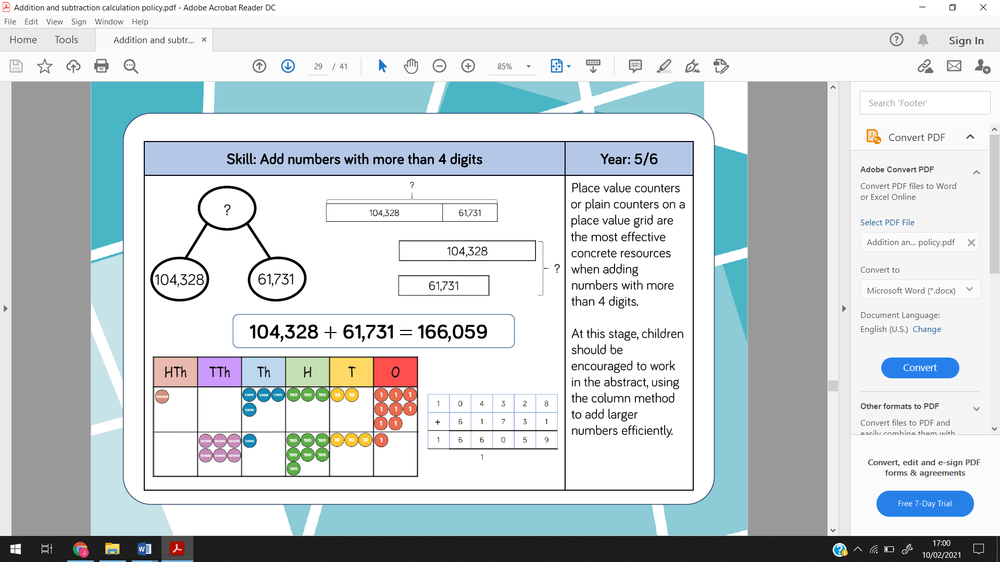 Addition and subtraction calculation policy.pdf - Adobe Acrobat Reader DC
File Edit View Sign Window Help
Home Tools Addition and subtr... × ? Sign In
29 / 41 85%
Skill: Add numbers with more than 4 digits
Year: 5/6
?
104,328
61,731
?
104,328 61,731
104,328
61,731
?
104,328 + 61,731 = 166,059
HTh TTh Th H T O
100000 1000 1000 1000 100 100 100 10 10 1 1 1
1000 1 1 1
1 1
10000 10000 10000 1000 100 100 100 10 10 10 1
10000 10000 10000 100 100 100
100
1 0 4 3 2 8
+ 6 1 7 3 1
1 6 6 0 5 9
1
Place value counters
or plain counters on a
place value grid are
the most effective
concrete resources
when adding
numbers with more
than 4 digits.
At this stage, children
should be
encouraged to work
in the abstract, using
the column method
to add larger
numbers efficiently.
Search 'Footer'
Convert PDF
Adobe Convert PDF
Convert PDF files to Word
or Excel Online
Select PDF File
Addition an... policy.pdf
Convert to
Microsoft Word (*.docx)
Document Language:
English (U.S.) Change
Convert
Other formats to PDF
Convert files to PDF and
easily combine them with
Convert, edit and e-sign PDF
forms & agreements
Free 7-Day Trial
17:00
10/02/2021